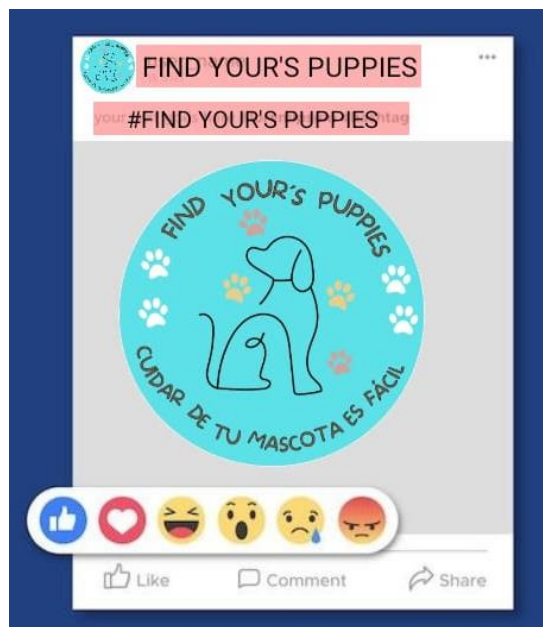 FIND YOUR'S PUPPIES
#FIND YOUR'S PUPPIES
FIND YOUR'S PUPPIES
CUIDAR DE TU MASCOTA ES FÁCIL
Like Comment Share